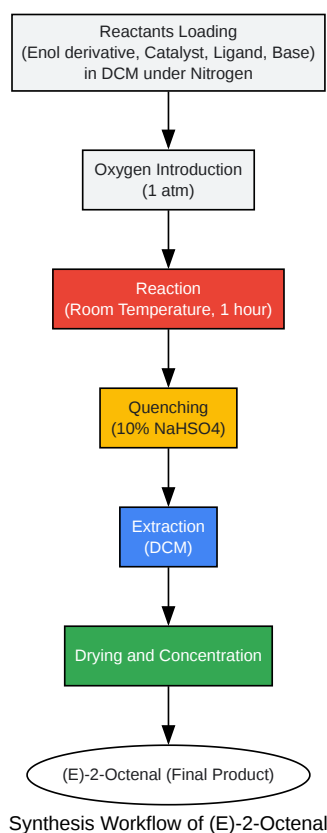 Reactants Loading
(Enol derivative, Catalyst, Ligand, Base)
in DCM under Nitrogen
Oxygen Introduction
(1 atm)
Reaction
(Room Temperature, 1 hour)
Quenching
(10% NaHSO4)
Extraction
(DCM)
Drying and Concentration
(E)-2-Octenal (Final Product)
Synthesis Workflow of (E)-2-Octenal